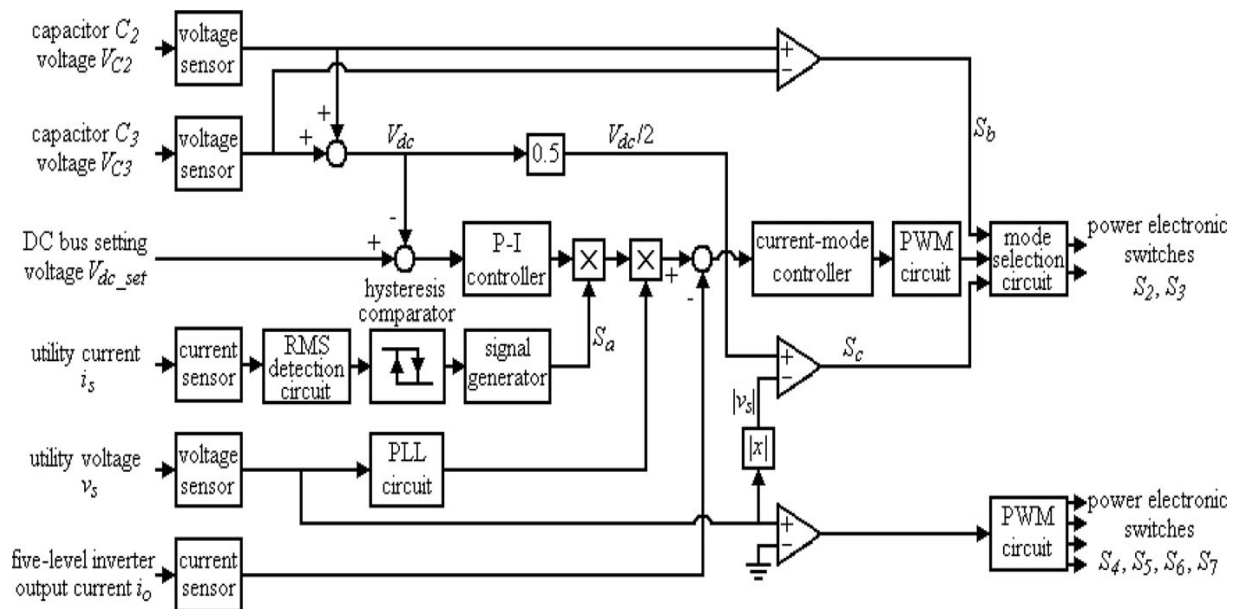 capacitor C2
voltage VC2
voltage
sensor
+
−
Sb
capacitor C3
voltage VC3
voltage
sensor
+
+
Vdc
0.5
Vdc/2
DC bus setting
voltage Vdc_set
+
-
P-I
controller
×
×
+
-
current-mode
controller
PWM
circuit
mode
selection
circuit
power electronic
switches
S2, S3
hysteresis
comparator
utility current
is
current
sensor
RMS
detection
circuit
signal
generator
Sa
+
−
Sc
|vs|
|x|
utility voltage
vs
voltage
sensor
PLL
circuit
+
−
PWM
circuit
power electronic
switches
S4, S5, S6, S7
five-level inverter
output current io
current
sensor